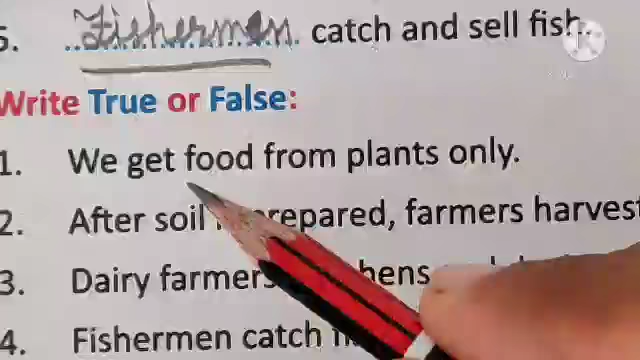 5. Fishermen catch and sell fish.
Write True or False:
1. We get food from plants only.
2. After soil prepared, farmers harvest
3. Dairy farmers hens
4. Fishermen catch